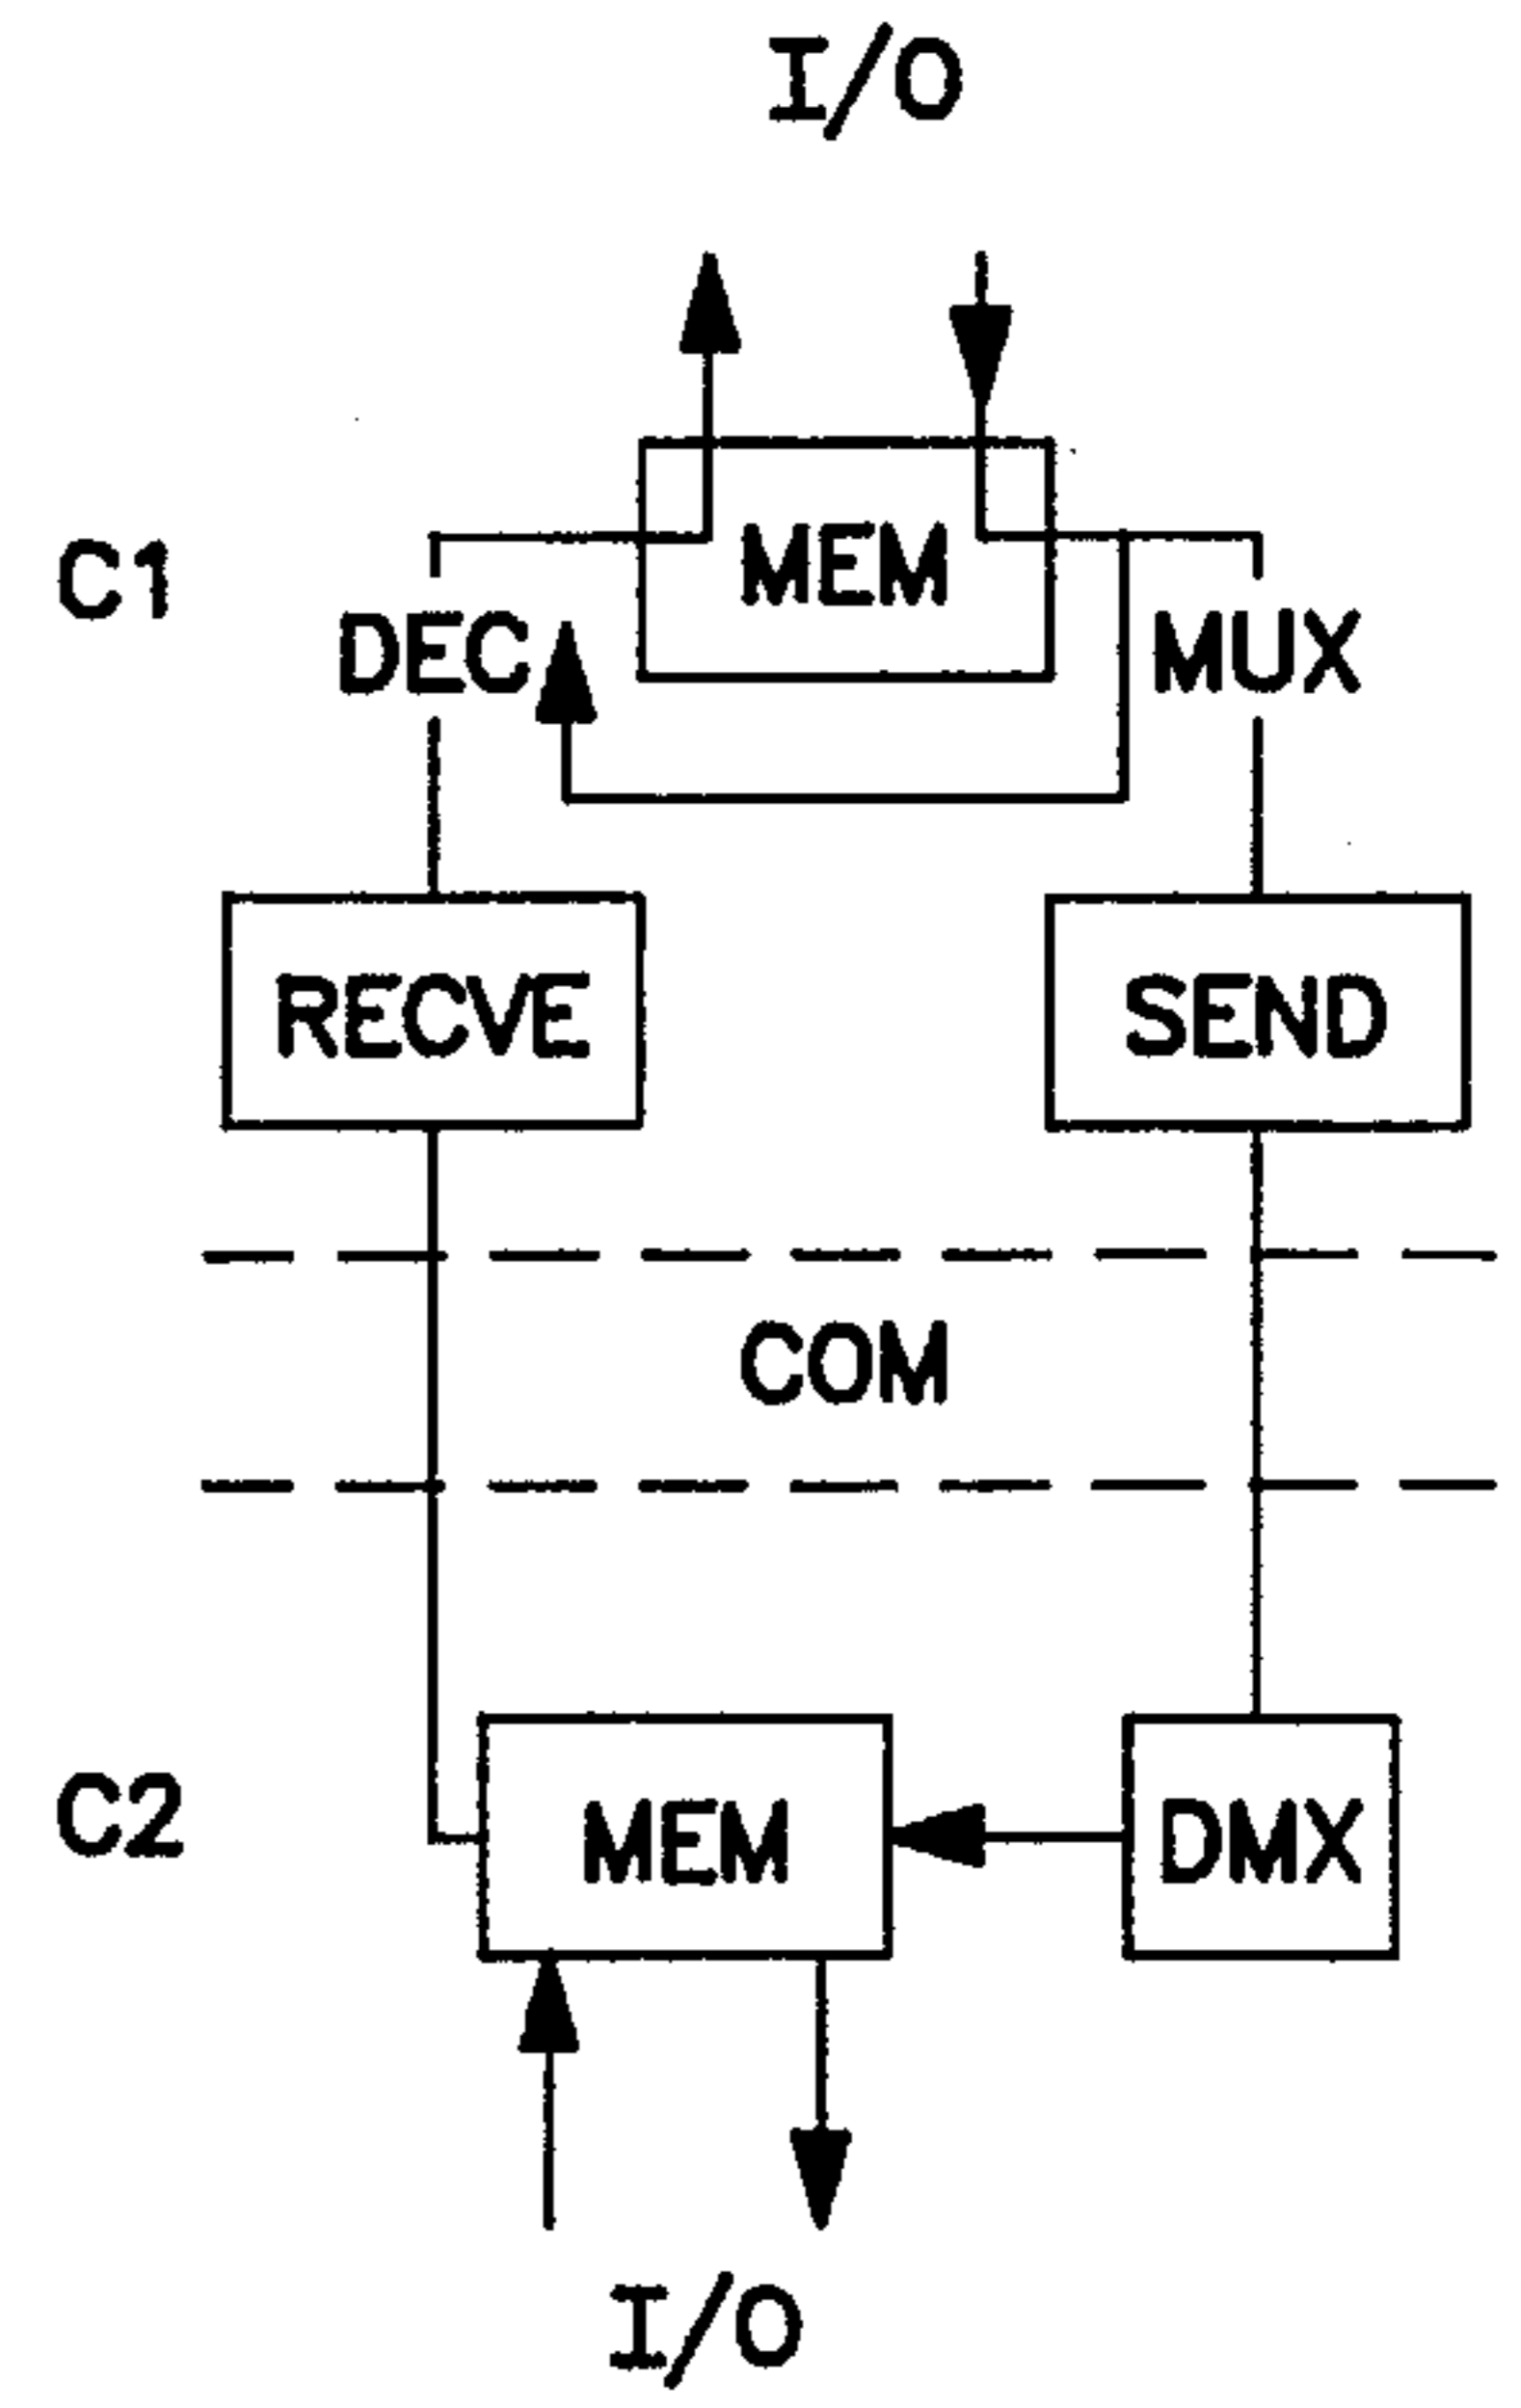 I/O
C1
MEM
DEC
MUX
RECVE
SEND
COM
C2
MEM
DMX
I/O